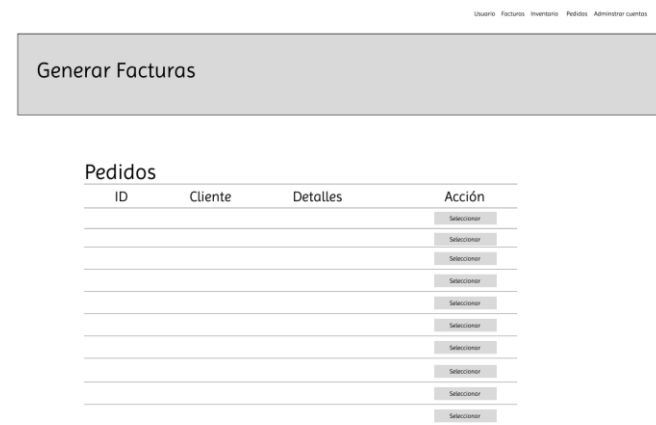 Usuario Facturas Inventario Pedidos Adminstrar cuentas
Generar Facturas
Pedidos
ID Cliente Detalles Acción
Seleccionar
Seleccionar
Seleccionar
Seleccionar
Seleccionar
Seleccionar
Seleccionar
Seleccionar
Seleccionar
Seleccionar